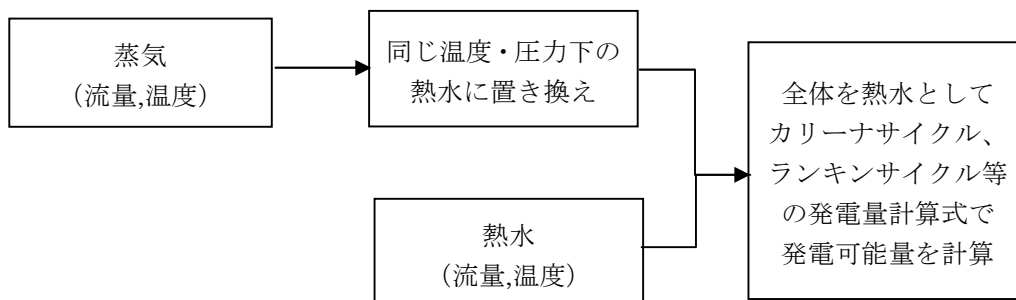 蒸気
(流量,温度)
同じ温度・圧力下の
熱水に置き換え
熱水
(流量,温度)
全体を熱水として
カリーナサイクル、
ランキンサイクル等
の発電量計算式で
発電可能量を計算